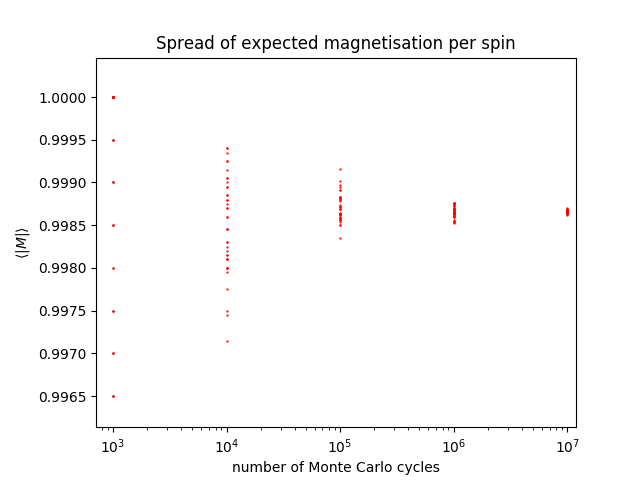 Spread of expected magnetisation per spin
1.0000
0.9995
0.9990
0.9985
0.9980
0.9975
0.9970
0.9965
⟨|M|⟩
10³ 10⁴ 10⁵ 10⁶ 10⁷
number of Monte Carlo cycles